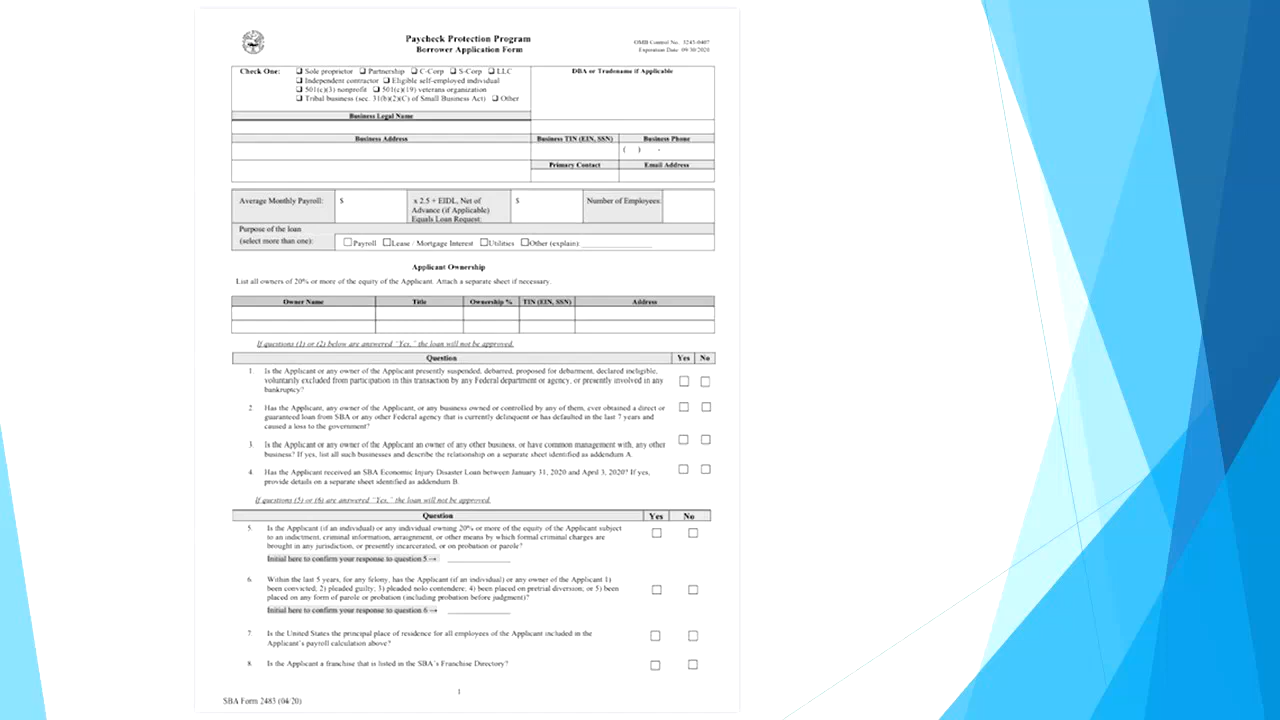 Paycheck Protection Program
Borrower Application Form
OMB Control No.: 3245-0407
Expiration Date: 09/30/2020
Check One: ☐ Sole proprietor ☐ Partnership ☐ C-Corp ☐ S-Corp ☐ LLC
☐ Independent contractor ☐ Eligible self-employed individual
☐ 501(c)(3) nonprofit ☐ 501(c)(19) veterans organization
☐ Tribal business (sec. 31(b)(2)(C) of Small Business Act) ☐ Other
DBA or Tradename if Applicable
Business Legal Name
Business Address
Business TIN (EIN, SSN)
Business Phone
( ) -
Primary Contact
Email Address
Average Monthly Payroll:
$
x 2.5 + EIDL, Net of
Advance (if Applicable)
Equals Loan Request:
$
Number of Employees:
Purpose of the loan
(select more than one):
☐Payroll ☐Lease / Mortgage Interest ☐Utilities ☐Other (explain):____________
Applicant Ownership
List all owners of 20% or more of the equity of the Applicant. Attach a separate sheet if necessary.
Owner Name Title Ownership % TIN (EIN, SSN) Address
If questions (1) or (2) below are answered "Yes," the loan will not be approved.
Question Yes No
1. Is the Applicant or any owner of the Applicant presently suspended, debarred, proposed for debarment, declared ineligible,
voluntarily excluded from participation in this transaction by any Federal department or agency, or presently involved in any
bankruptcy?
2. Has the Applicant, any owner of the Applicant, or any business owned or controlled by any of them, ever obtained a direct or
guaranteed loan from SBA or any other Federal agency that is currently delinquent or has defaulted in the last 7 years and
caused a loss to the government?
3. Is the Applicant or any owner of the Applicant an owner of any other business, or have common management with, any other
business? If yes, list all such businesses and describe the relationship on a separate sheet identified as addendum A.
4. Has the Applicant received an SBA Economic Injury Disaster Loan between January 31, 2020 and April 3, 2020? If yes,
provide details on a separate sheet identified as addendum B.
If questions (5) or (6) are answered "Yes," the loan will not be approved.
Question Yes No
5. Is the Applicant (if an individual) or any individual owning 20% or more of the equity of the Applicant subject
to an indictment, criminal information, arraignment, or other means by which formal criminal charges are
brought in any jurisdiction, or presently incarcerated, or on probation or parole?
Initial here to confirm your response to question 5 → ____________
6. Within the last 5 years, for any felony, has the Applicant (if an individual) or any owner of the Applicant 1)
been convicted; 2) pleaded guilty; 3) pleaded nolo contendere; 4) been placed on pretrial diversion; or 5) been
placed on any form of parole or probation (including probation before judgment)?
Initial here to confirm your response to question 6 → ____________
7. Is the United States the principal place of residence for all employees of the Applicant included in the
Applicant's payroll calculation above?
8. Is the Applicant a franchise that is listed in the SBA's Franchise Directory?
1
SBA Form 2483 (04/20)